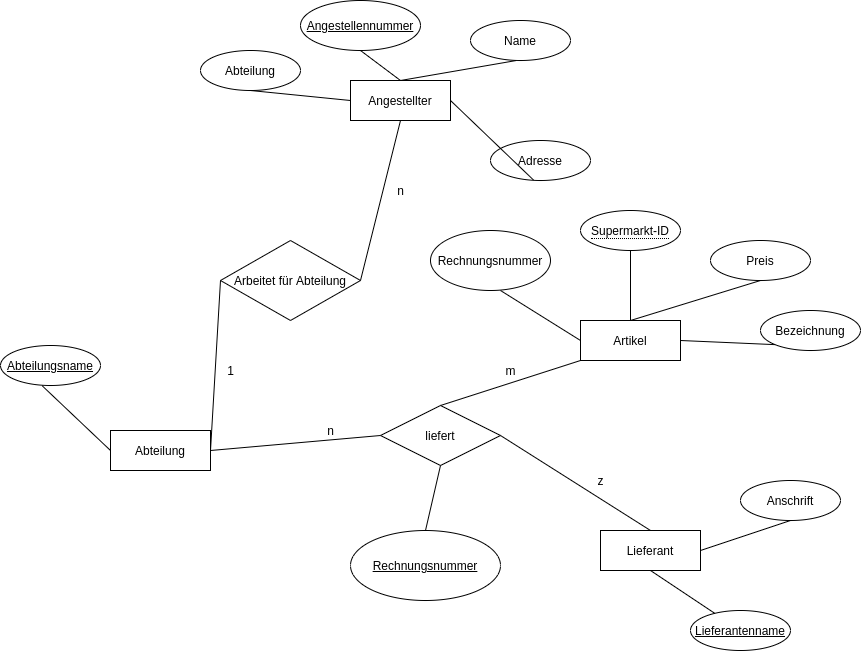 Angestellennummer
Name
Abteilung
Angestellter
Adresse
n
Supermarkt-ID
Rechnungsnummer
Preis
Arbeitet für Abteilung
Bezeichnung
Artikel
Abteilungsname
1
m
n
liefert
Abteilung
z
Anschrift
Lieferant
Rechnungsnummer
Lieferantenname